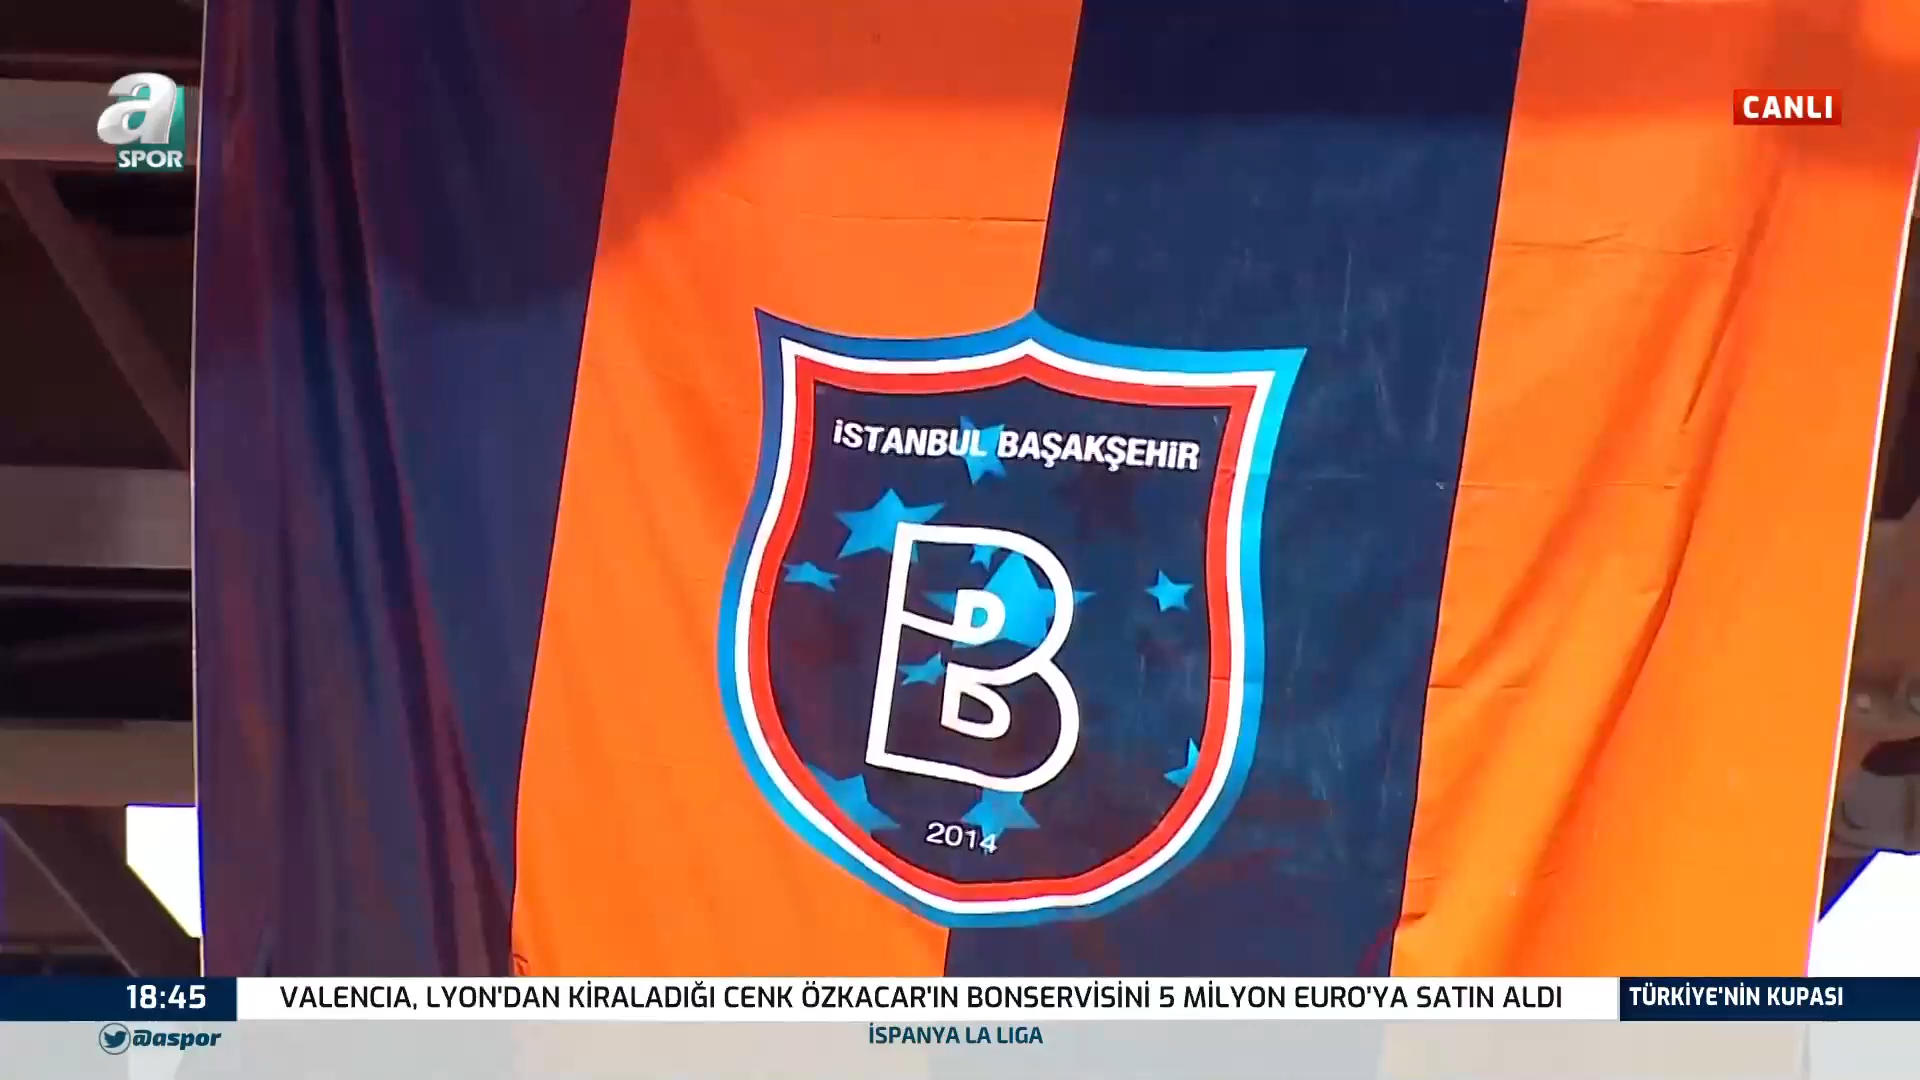 a
SPOR
CANLI
İSTANBUL BAŞAKŞEHİR
B
2014
18:45
VALENCIA, LYON'DAN KİRALADIĞI CENK ÖZKACAR'IN BONSERVİSİNİ 5 MİLYON EURO'YA SATIN ALDI
TÜRKİYE'NİN KUPASI
@aspor
İSPANYA LA LIGA